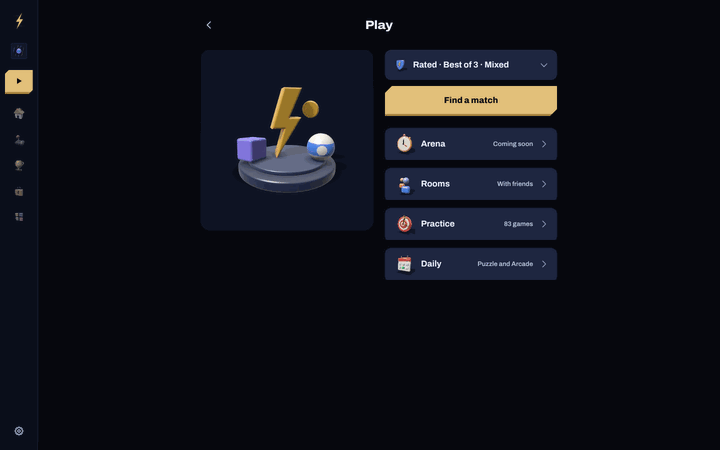 Play
Rated · Best of 3 · Mixed
Find a match
Arena
Coming soon
Rooms
With friends
Practice
83 games
Daily
Puzzle and Arcade